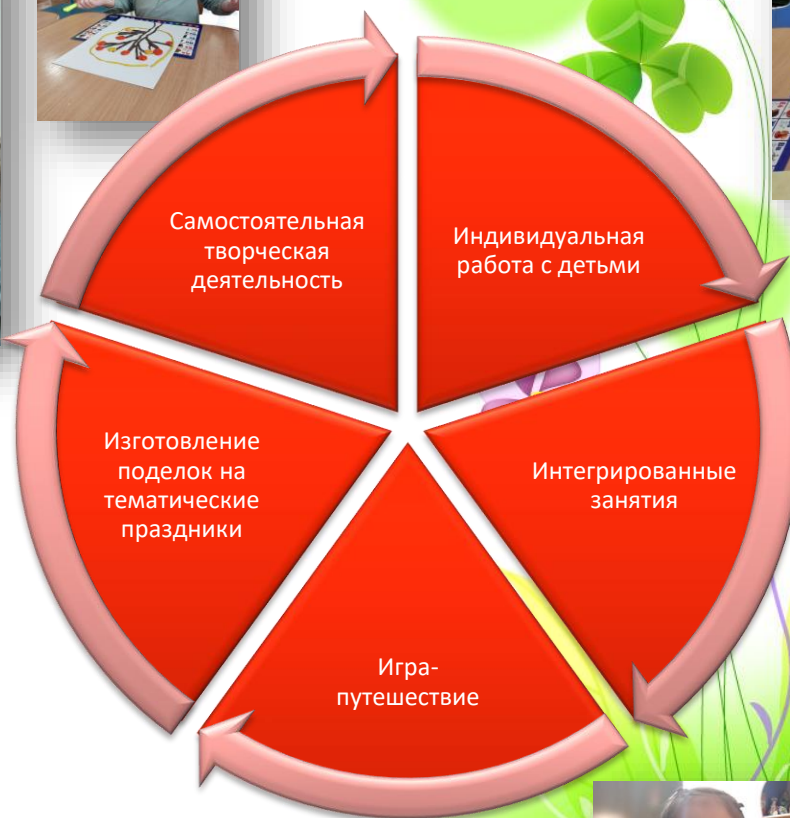 Самостоятельная
творческая
деятельность
Индивидуальная
работа с детьми
Интегрированные
занятия
Игра-
путешествие
Изготовление
поделок на
тематические
праздники